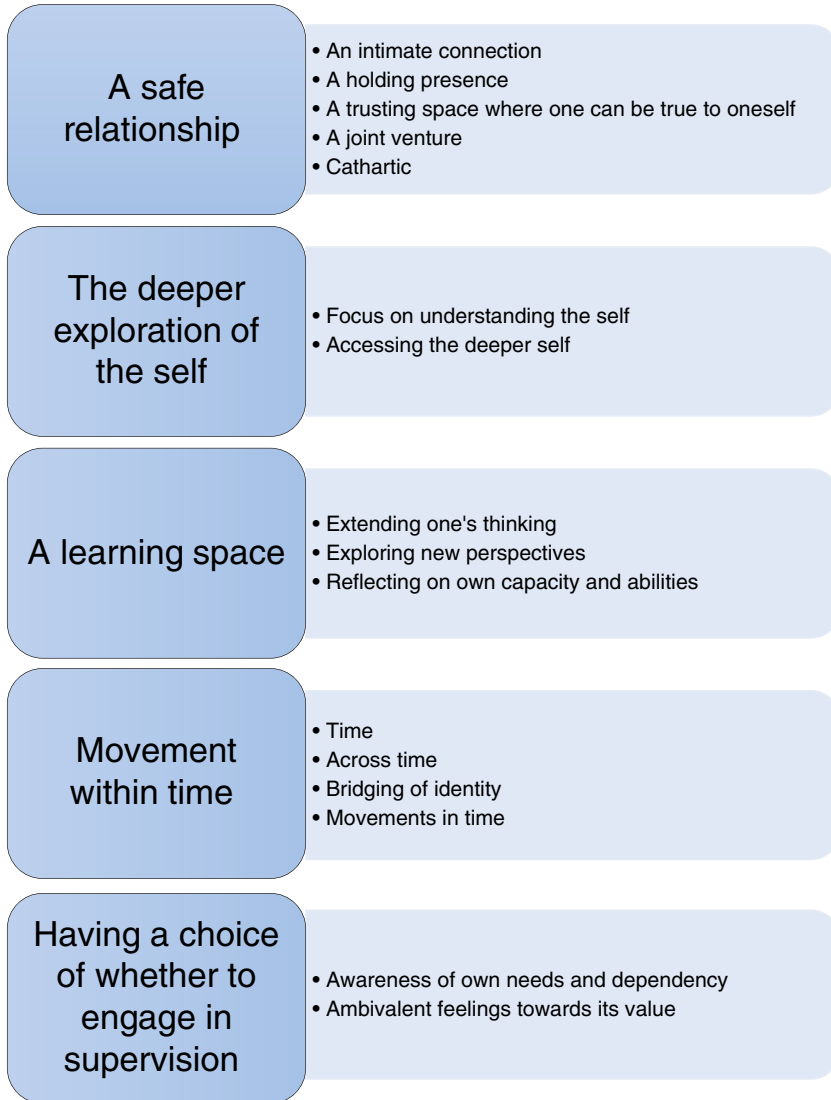 A safe
relationship
• An intimate connection
• A holding presence
• A trusting space where one can be true to oneself
• A joint venture
• Cathartic
The deeper
exploration of
the self
• Focus on understanding the self
• Accessing the deeper self
A learning space
• Extending one's thinking
• Exploring new perspectives
• Reflecting on own capacity and abilities
Movement
within time
• Time
• Across time
• Bridging of identity
• Movements in time
Having a choice
of whether to
engage in
supervision
• Awareness of own needs and dependency
• Ambivalent feelings towards its value